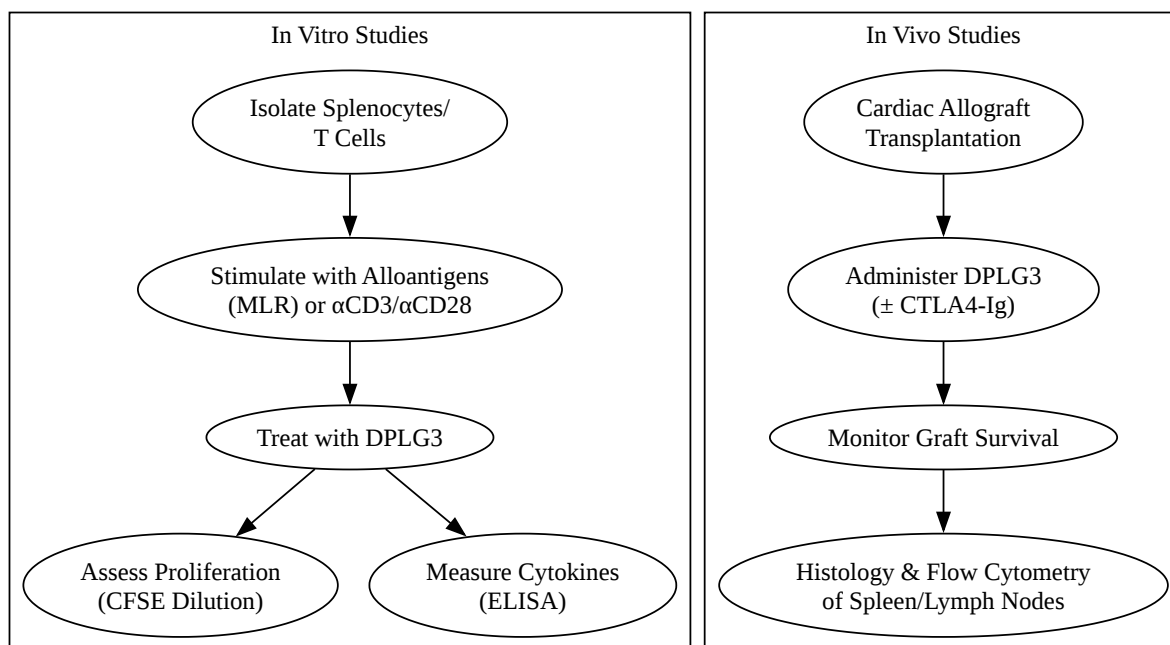 In Vitro Studies
Isolate Splenocytes/
T Cells
Stimulate with Alloantigens
(MLR) or αCD3/αCD28
Treat with DPLG3
Assess Proliferation
(CFSE Dilution)
Measure Cytokines
(ELISA)
In Vivo Studies
Cardiac Allograft
Transplantation
Administer DPLG3
(± CTLA4-Ig)
Monitor Graft Survival
Histology & Flow Cytometry
of Spleen/Lymph Nodes